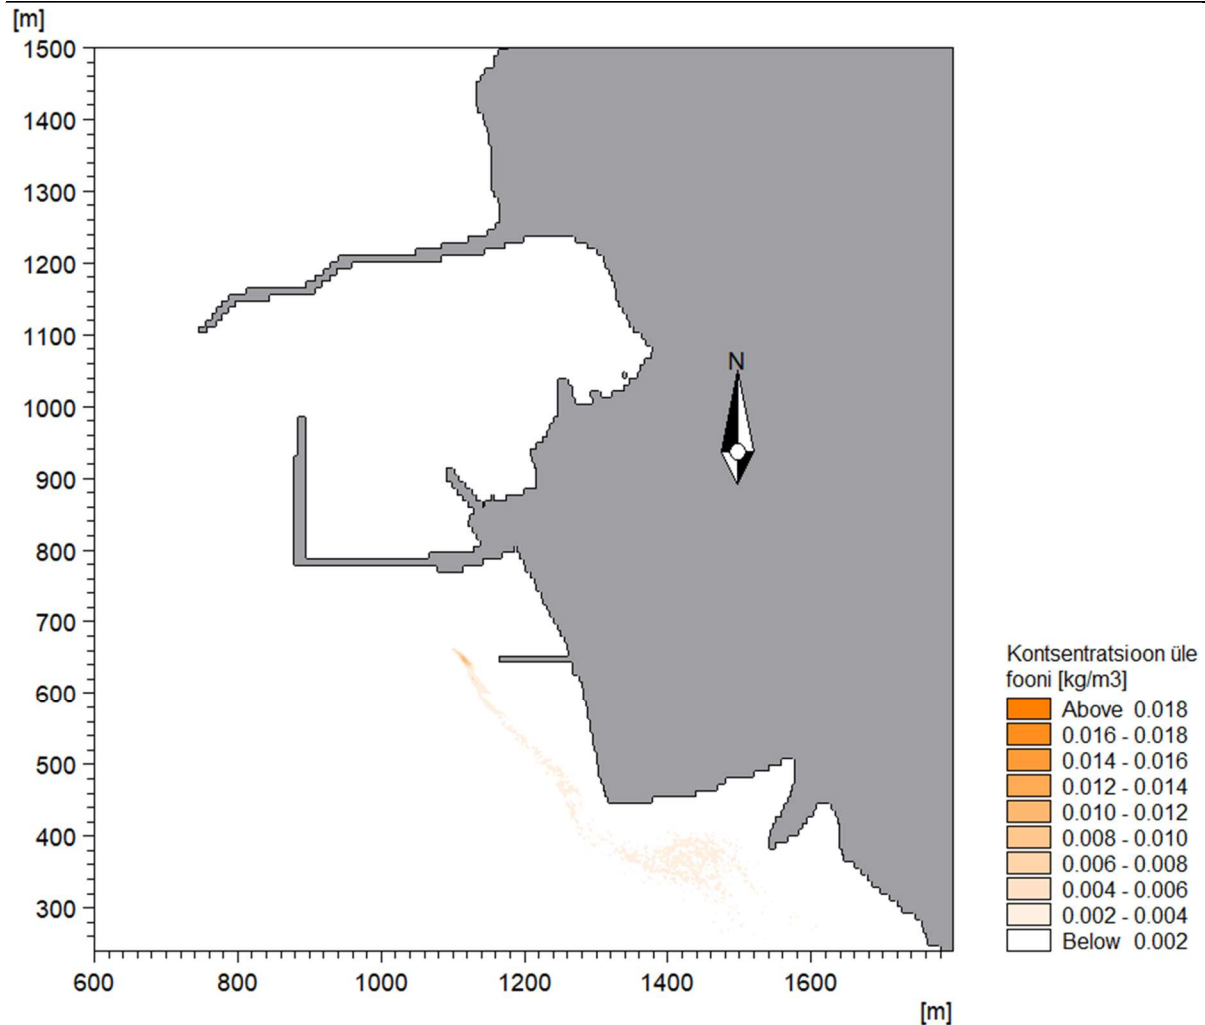 [m]
1500
1400
1300
1200
1100
1000
900
800
700
600
500
400
300
600 800 1000 1200 1400 1600
[m]
N
Kontsentratsioon üle
fooni [kg/m3]
Above 0.018
0.016 - 0.018
0.014 - 0.016
0.012 - 0.014
0.010 - 0.012
0.008 - 0.010
0.006 - 0.008
0.004 - 0.006
0.002 - 0.004
Below 0.002